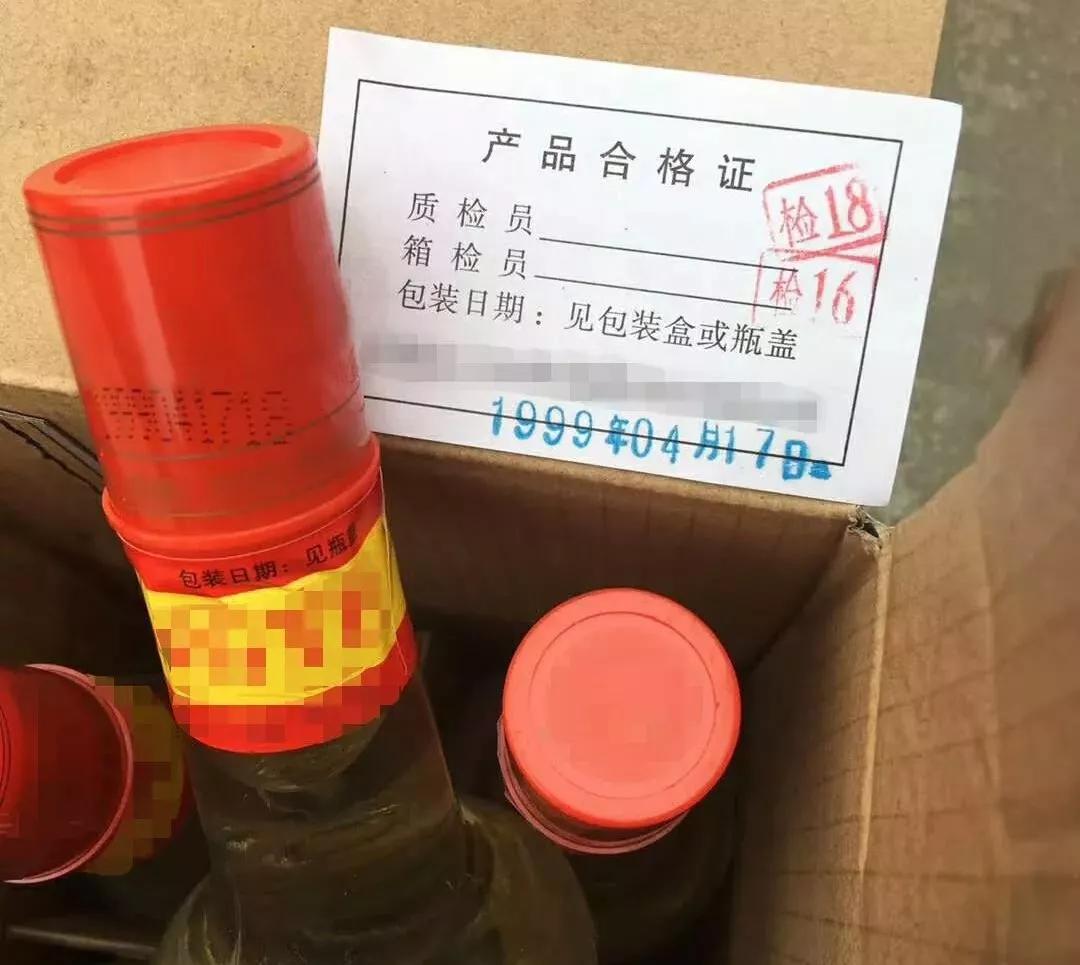 产品合格证
质检员
检18
箱检员
检16
包装日期：见包装盒或瓶盖
1999年04月17日
包装日期：见瓶